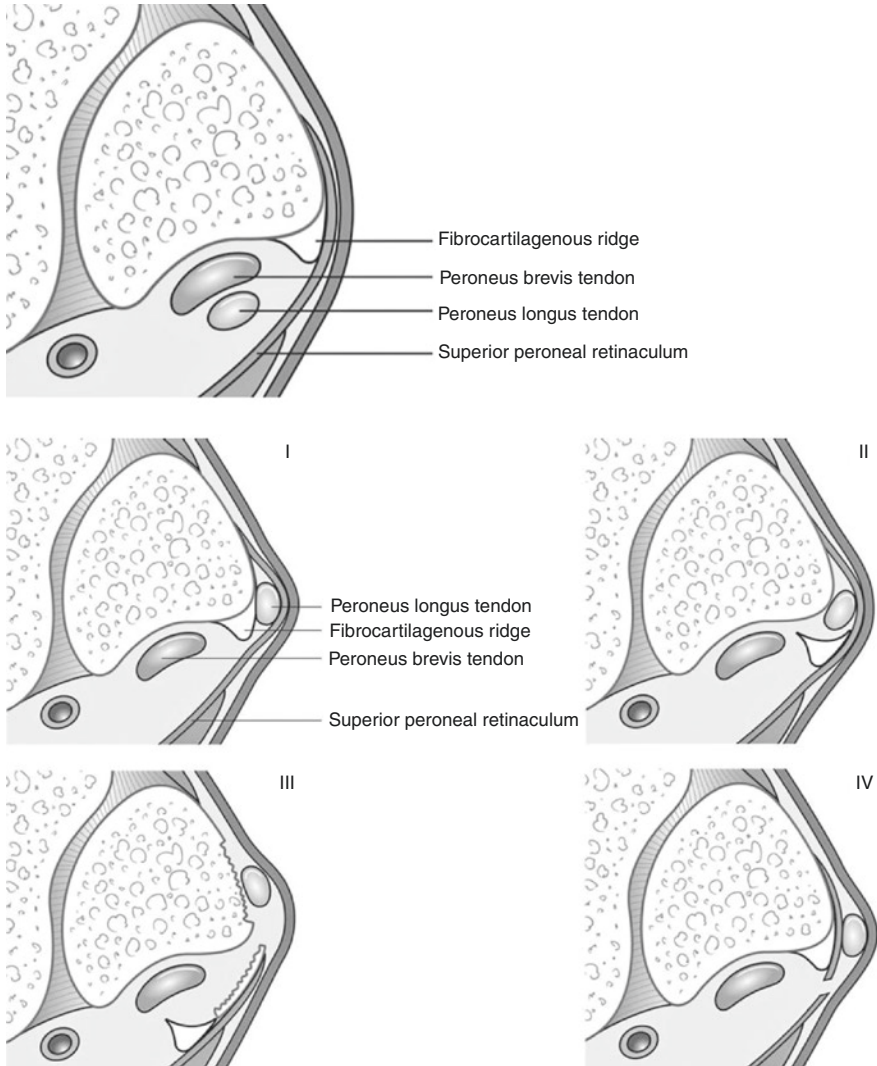 Fibrocartilagenous ridge
Peroneus brevis tendon
Peroneus longus tendon
Superior peroneal retinaculum
I
II
Peroneus longus tendon
Fibrocartilagenous ridge
Peroneus brevis tendon
Superior peroneal retinaculum
III
IV